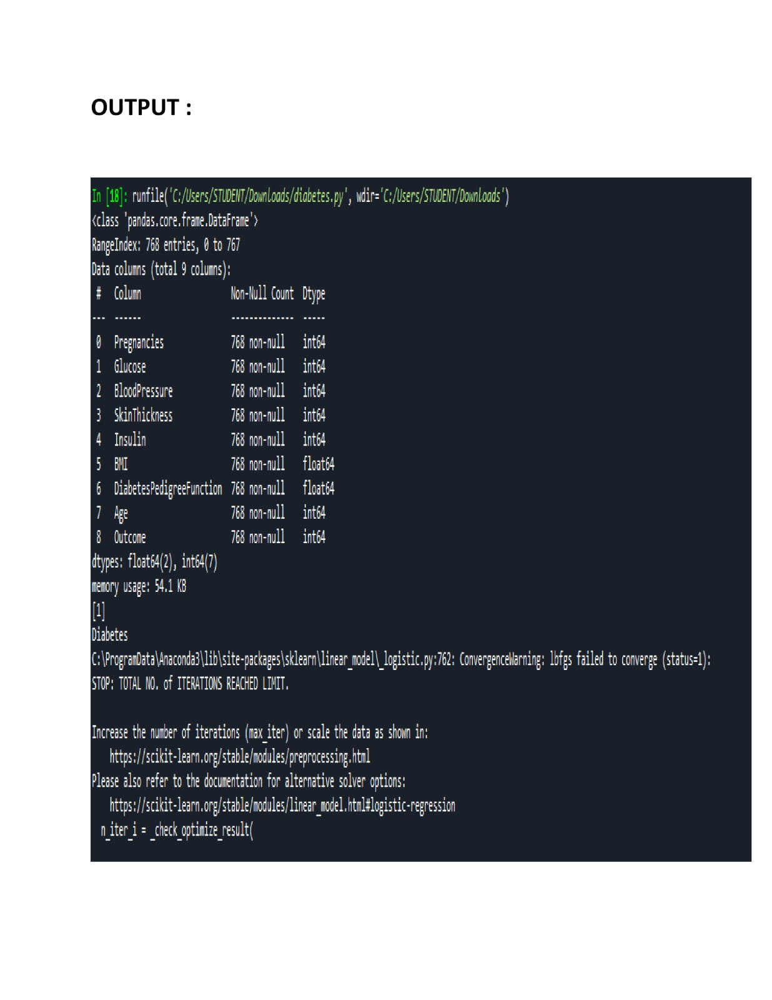 OUTPUT :
In [18]: runfile('C:/Users/STUDENT/Downloads/diabetes.py', wdir='C:/Users/STUDENT/Downloads')
<class 'pandas.core.frame.DataFrame'>
RangeIndex: 768 entries, 0 to 767
Data columns (total 9 columns):
 #   Column                    Non-Null Count  Dtype
---  ------                    --------------  -----
 0   Pregnancies               768 non-null    int64
 1   Glucose                   768 non-null    int64
 2   BloodPressure             768 non-null    int64
 3   SkinThickness             768 non-null    int64
 4   Insulin                   768 non-null    int64
 5   BMI                       768 non-null    float64
 6   DiabetesPedigreeFunction  768 non-null    float64
 7   Age                       768 non-null    int64
 8   Outcome                   768 non-null    int64
dtypes: float64(2), int64(7)
memory usage: 54.1 KB
[1]
Diabetes
C:\ProgramData\Anaconda3\lib\site-packages\sklearn\linear_model\_logistic.py:762: ConvergenceWarning: lbfgs failed to converge (status=1):
STOP: TOTAL NO. of ITERATIONS REACHED LIMIT.
Increase the number of iterations (max_iter) or scale the data as shown in:
    https://scikit-learn.org/stable/modules/preprocessing.html
Please also refer to the documentation for alternative solver options:
    https://scikit-learn.org/stable/modules/linear_model.html#logistic-regression
  n_iter_i = _check_optimize_result(